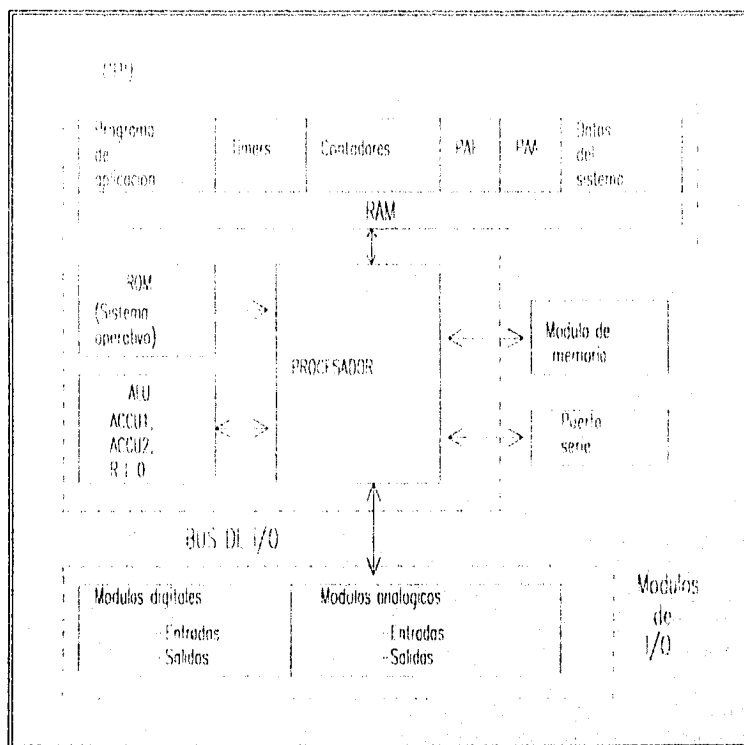 CPU
Programa
de
aplicacion
Timers
Contadores
PAE
PAA
Datos
del
sistema
RAM
ROM
(Sistema
operativo)
PROCESADOR
Modulo de
memoria
ALU
ACCU1,
ACCU2,
R L O
Puerto
serie
BUS DE I/O
Modulos digitales
-Entradas
-Salidas
Modulos analogicos
-Entradas
-Salidas
Modulos
de
I/O